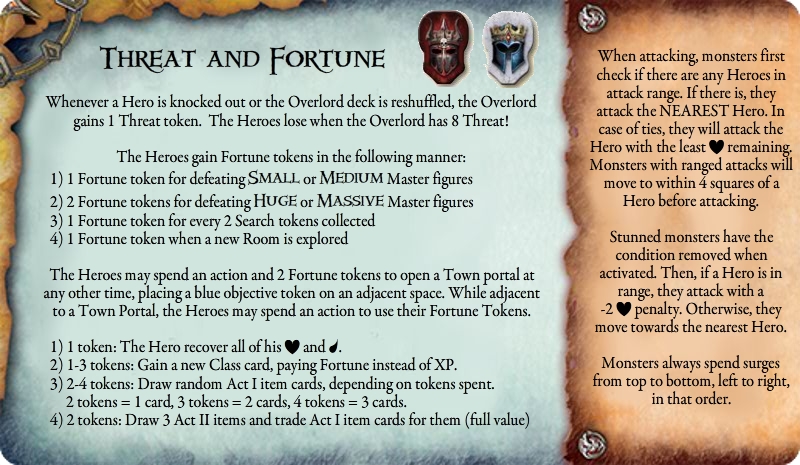 Threat and Fortune
Whenever a Hero is knocked out or the Overlord deck is reshuffled, the Overlord
gains 1 Threat token. The Heroes lose when the Overlord has 8 Threat!
The Heroes gain Fortune tokens in the following manner:
1) 1 Fortune token for defeating Small or Medium Master figures
2) 2 Fortune tokens for defeating Huge or Massive Master figures
3) 1 Fortune token for every 2 Search tokens collected
4) 1 Fortune token when a new Room is explored
The Heroes may spend an action and 2 Fortune tokens to open a Town portal at
any other time, placing a blue objective token on an adjacent space. While adjacent
to a Town Portal, the Heroes may spend an action to use their Fortune Tokens.
1) 1 token: The Hero recover all of his ♥ and .
2) 1-3 tokens: Gain a new Class card, paying Fortune instead of XP.
3) 2-4 tokens: Draw random Act I item cards, depending on tokens spent.
2 tokens = 1 card, 3 tokens = 2 cards, 4 tokens = 3 cards.
4) 2 tokens: Draw 3 Act II items and trade Act I item cards for them (full value)
When attacking, monsters first
check if there are any Heroes in
attack range. If there is, they
attack the NEAREST Hero. In
case of ties, they will attack the
Hero with the least ♥ remaining.
Monsters with ranged attacks will
move to within 4 squares of a
Hero before attacking.
Stunned monsters have the
condition removed when
activated. Then, if a Hero is in
range, they attack with a
-2 ♥ penalty. Otherwise, they
move towards the nearest Hero.
Monsters always spend surges
from top to bottom, left to right,
in that order.